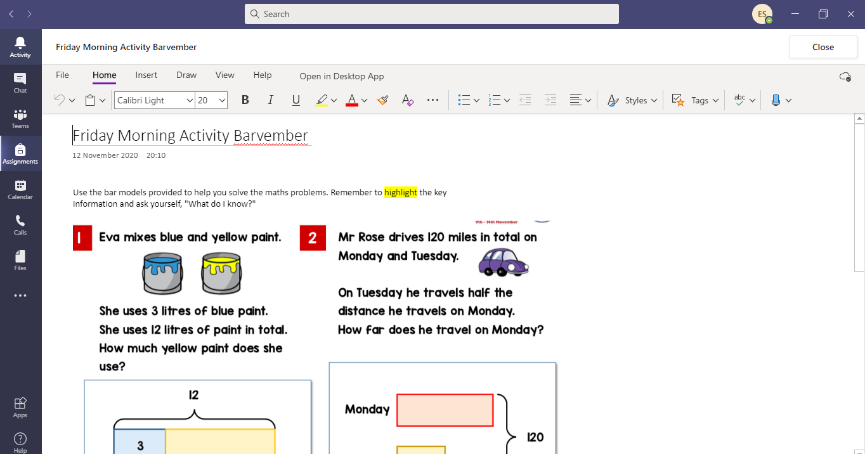 Search
ES
Activity
Chat
Teams
Assignments
Calendar
Calls
Files
Apps
Help
Friday Morning Activity Barvember
Close
File Home Insert Draw View Help Open in Desktop App
Calibri Light 20 B I U A A Styles Tags abc
Friday Morning Activity Barvember
12 November 2020 20:10
Use the bar models provided to help you solve the maths problems. Remember to highlight the key
information and ask yourself, "What do I know?"
9th - 14th November
1 Eva mixes blue and yellow paint.
She uses 3 litres of blue paint.
She uses 12 litres of paint in total.
How much yellow paint does she
use?
12
3
2 Mr Rose drives 120 miles in total on
Monday and Tuesday.
On Tuesday he travels half the
distance he travels on Monday.
How far does he travel on Monday?
Monday
120